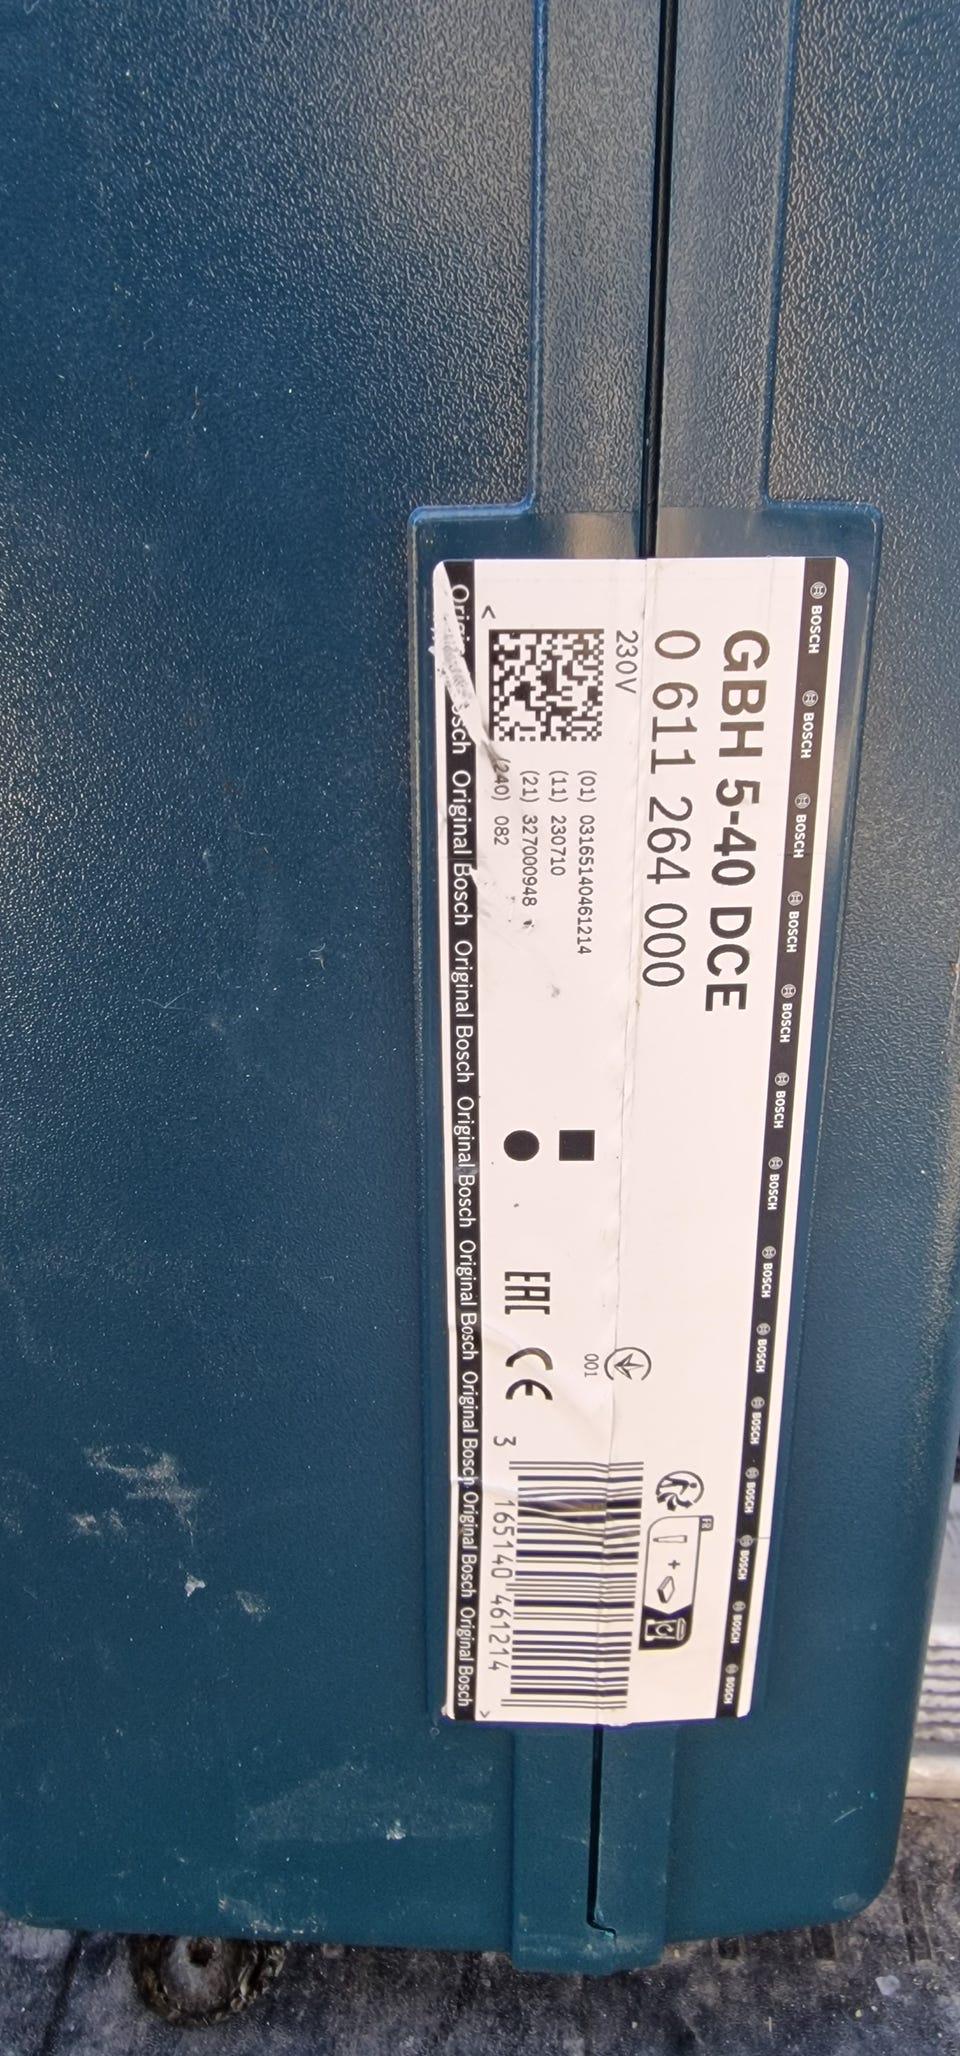 BOSCH BOSCH BOSCH BOSCH BOSCH BOSCH BOSCH BOSCH BOSCH BOSCH BOSCH BOSCH BOSCH BOSCH
GBH 5-40 DCE
0 611 264 000
230V
FR
+
001
(01) 03165140461214
(11) 230710
(21) 327000948
(240) 082
EAC CE
3 165140 461214 >
<
Original Bosch Original Bosch Original Bosch Original Bosch Original Bosch Original Bosch Original Bosch Original Bosch